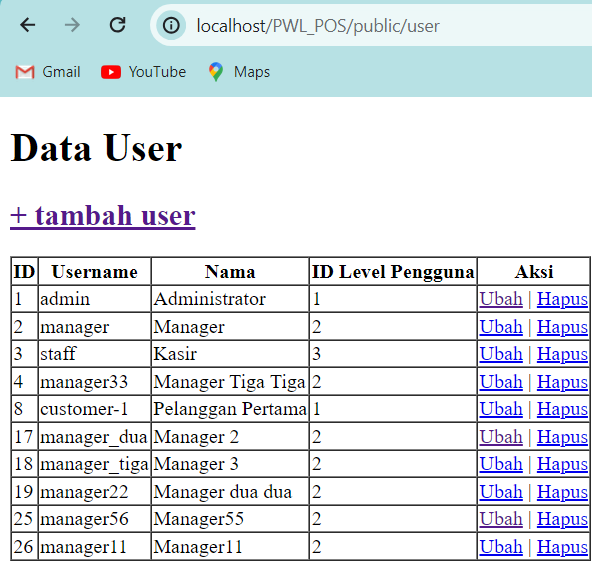 localhost/PWL_POS/public/user
Gmail YouTube Maps
Data User
+ tambah user
ID Username Nama ID Level Pengguna Aksi
1 admin Administrator 1 Ubah | Hapus
2 manager Manager 2 Ubah | Hapus
3 staff Kasir 3 Ubah | Hapus
4 manager33 Manager Tiga Tiga 2 Ubah | Hapus
8 customer-1 Pelanggan Pertama 1 Ubah | Hapus
17 manager_dua Manager 2 2 Ubah | Hapus
18 manager_tiga Manager 3 2 Ubah | Hapus
19 manager22 Manager dua dua 2 Ubah | Hapus
25 manager56 Manager55 2 Ubah | Hapus
26 manager11 Manager11 2 Ubah | Hapus